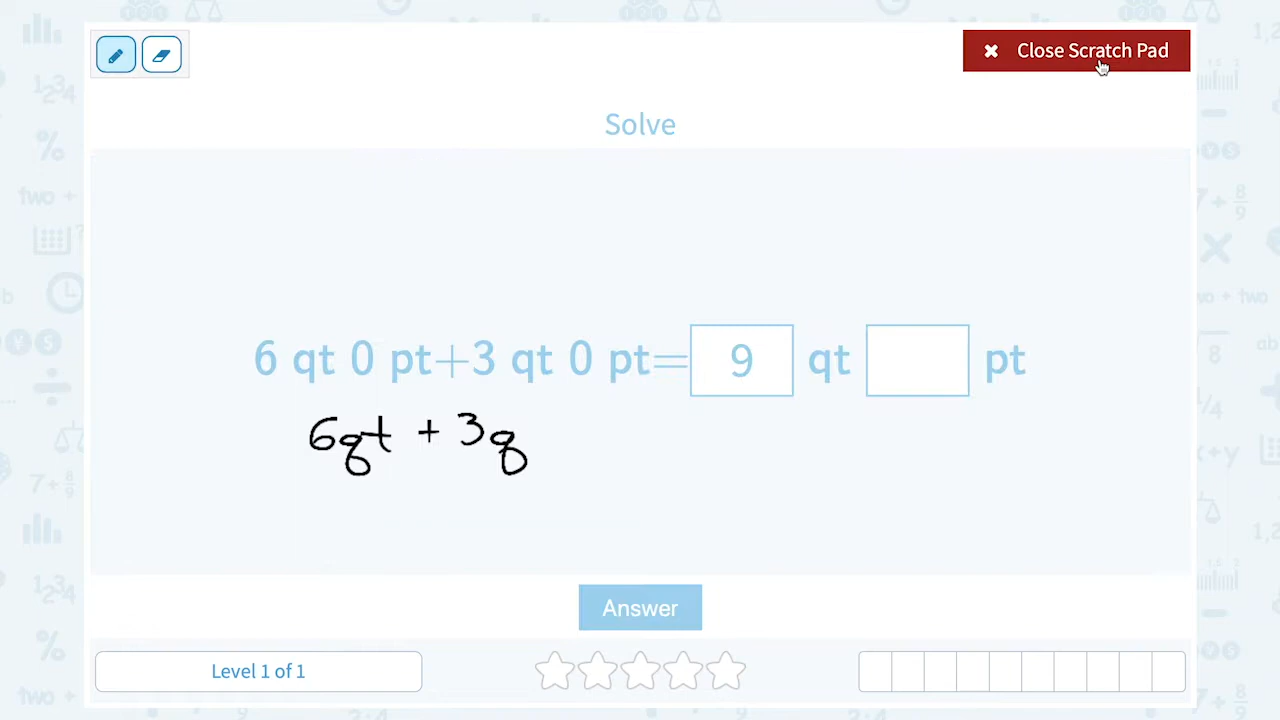 Close Scratch Pad
Solve
6 qt 0 pt+3 qt 0 pt= 9 qt pt
6qt + 3q
Answer
Level 1 of 1